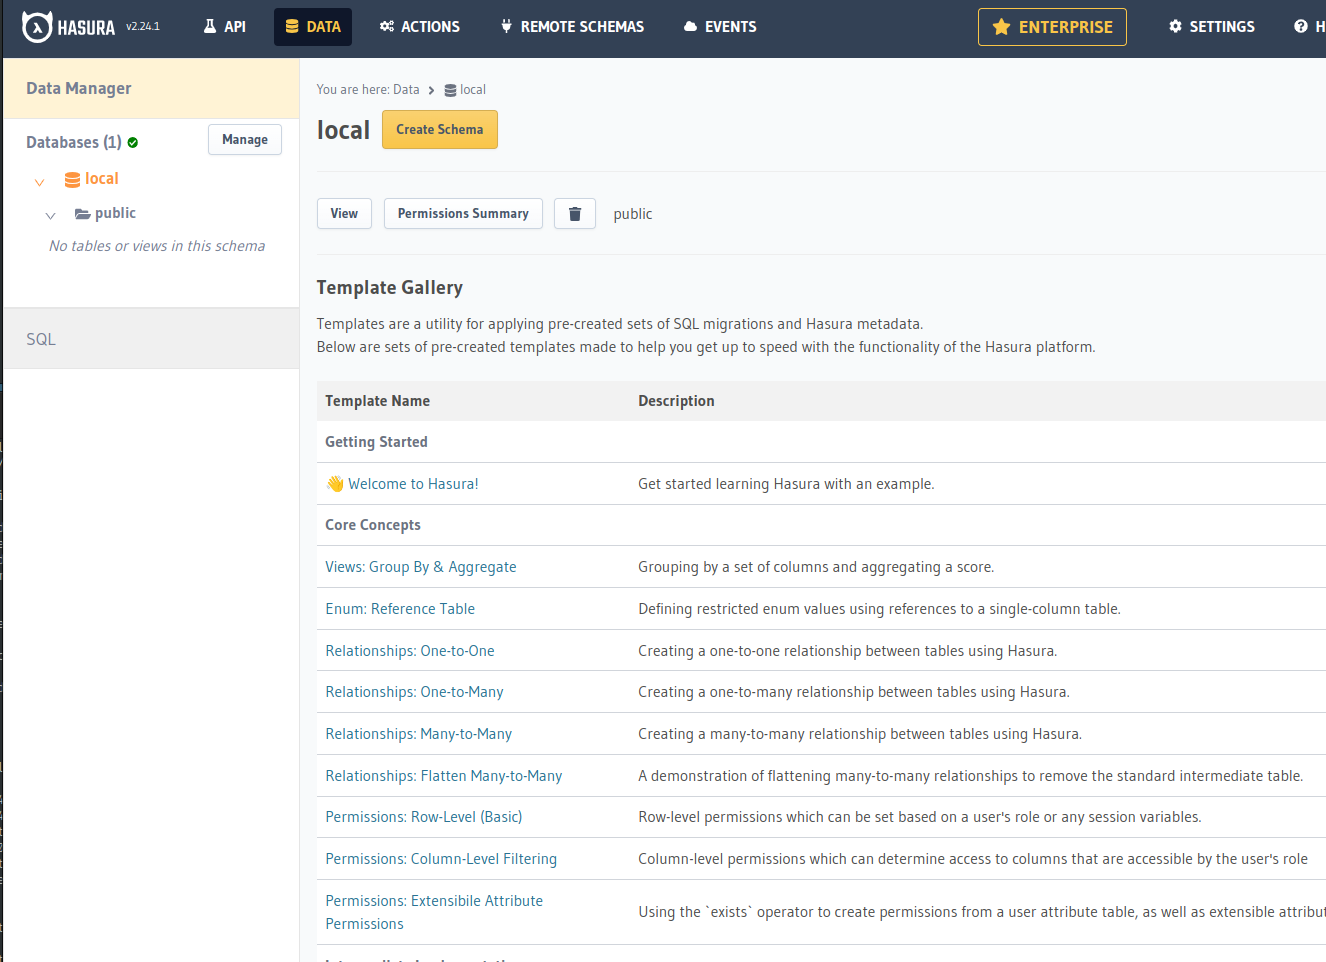 HASURA v2.24.1 API DATA ACTIONS REMOTE SCHEMAS EVENTS ENTERPRISE SETTINGS H
Data Manager
Databases (1) Manage
local
public
No tables or views in this schema
SQL
You are here: Data > local
local Create Schema
View Permissions Summary public
Template Gallery
Templates are a utility for applying pre-created sets of SQL migrations and Hasura metadata.
Below are sets of pre-created templates made to help you get up to speed with the functionality of the Hasura platform.
Template Name Description
Getting Started
👋 Welcome to Hasura! Get started learning Hasura with an example.
Core Concepts
Views: Group By & Aggregate Grouping by a set of columns and aggregating a score.
Enum: Reference Table Defining restricted enum values using references to a single-column table.
Relationships: One-to-One Creating a one-to-one relationship between tables using Hasura.
Relationships: One-to-Many Creating a one-to-many relationship between tables using Hasura.
Relationships: Many-to-Many Creating a many-to-many relationship between tables using Hasura.
Relationships: Flatten Many-to-Many A demonstration of flattening many-to-many relationships to remove the standard intermediate table.
Permissions: Row-Level (Basic) Row-level permissions which can be set based on a user's role or any session variables.
Permissions: Column-Level Filtering Column-level permissions which can determine access to columns that are accessible by the user's role
Permissions: Extensibile Attribute
Permissions
Using the `exists` operator to create permissions from a user attribute table, as well as extensible attribut